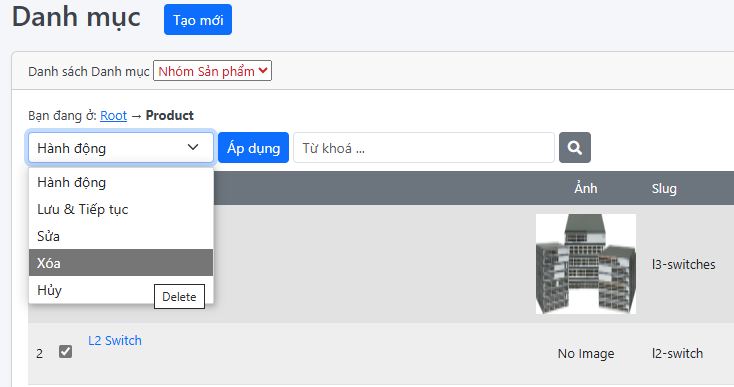 Danh mục Tạo mới
Danh sách Danh mục Nhóm Sản phẩm
Bạn đang ở: Root → Product
Hành động Áp dụng Từ khoá ...
Ảnh Slug
Hành động
Lưu & Tiếp tục
Sửa
Xóa
Hủy
Delete
l3-switches
2 L2 Switch No Image l2-switch